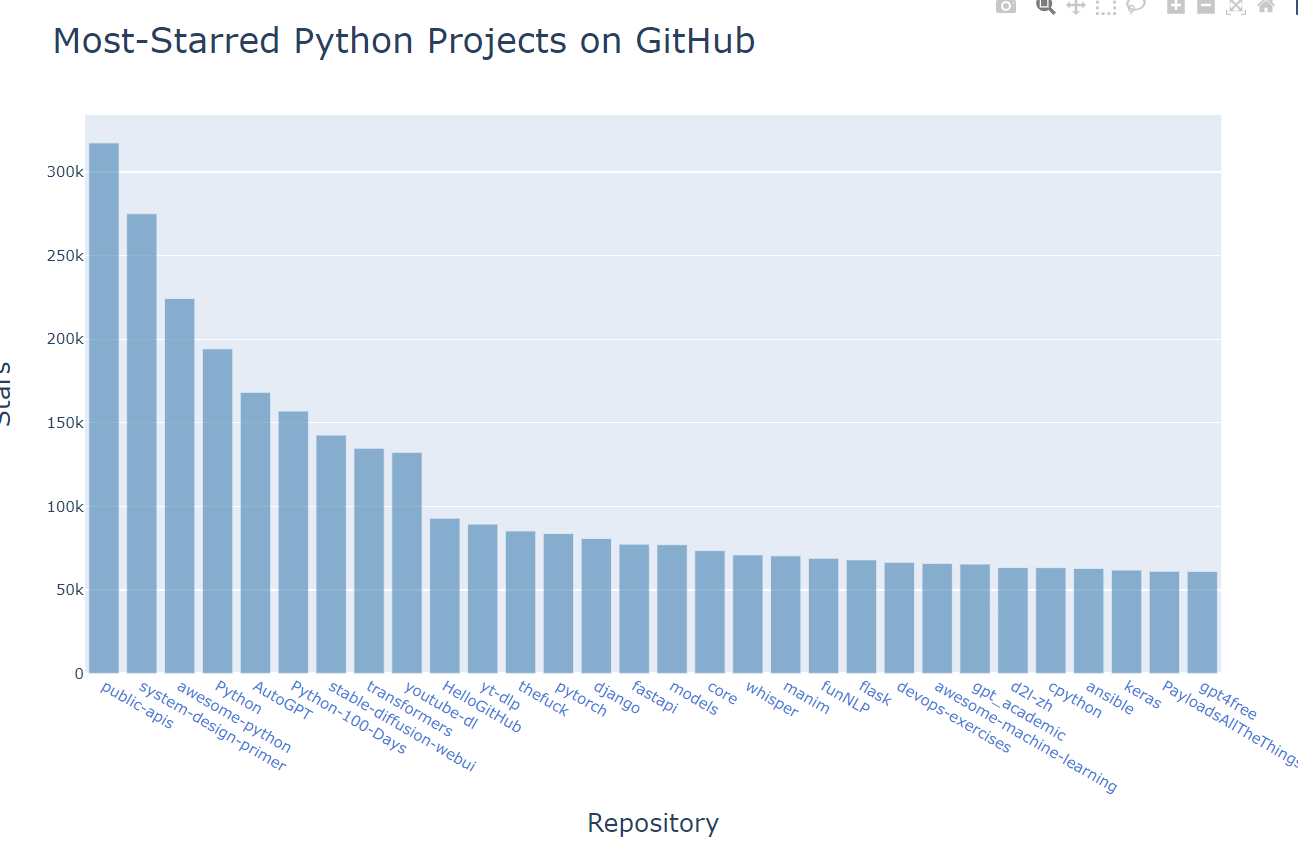 Most-Starred Python Projects on GitHub
300k
250k
200k
150k
100k
50k
0
Stars
public-apis
system-design-primer
awesome-python
Python
AutoGPT
Python-100-Days
stable-diffusion-webui
transformers
youtube-dl
HelloGitHub
yt-dlp
thefuck
pytorch
django
fastapi
models
core
whisper
manim
funNLP
flask
devops-exercises
awesome-machine-learning
gpt_academic
d2l-zh
cpython
ansible
keras
PayloadsAllTheThings
gpt4free
Repository